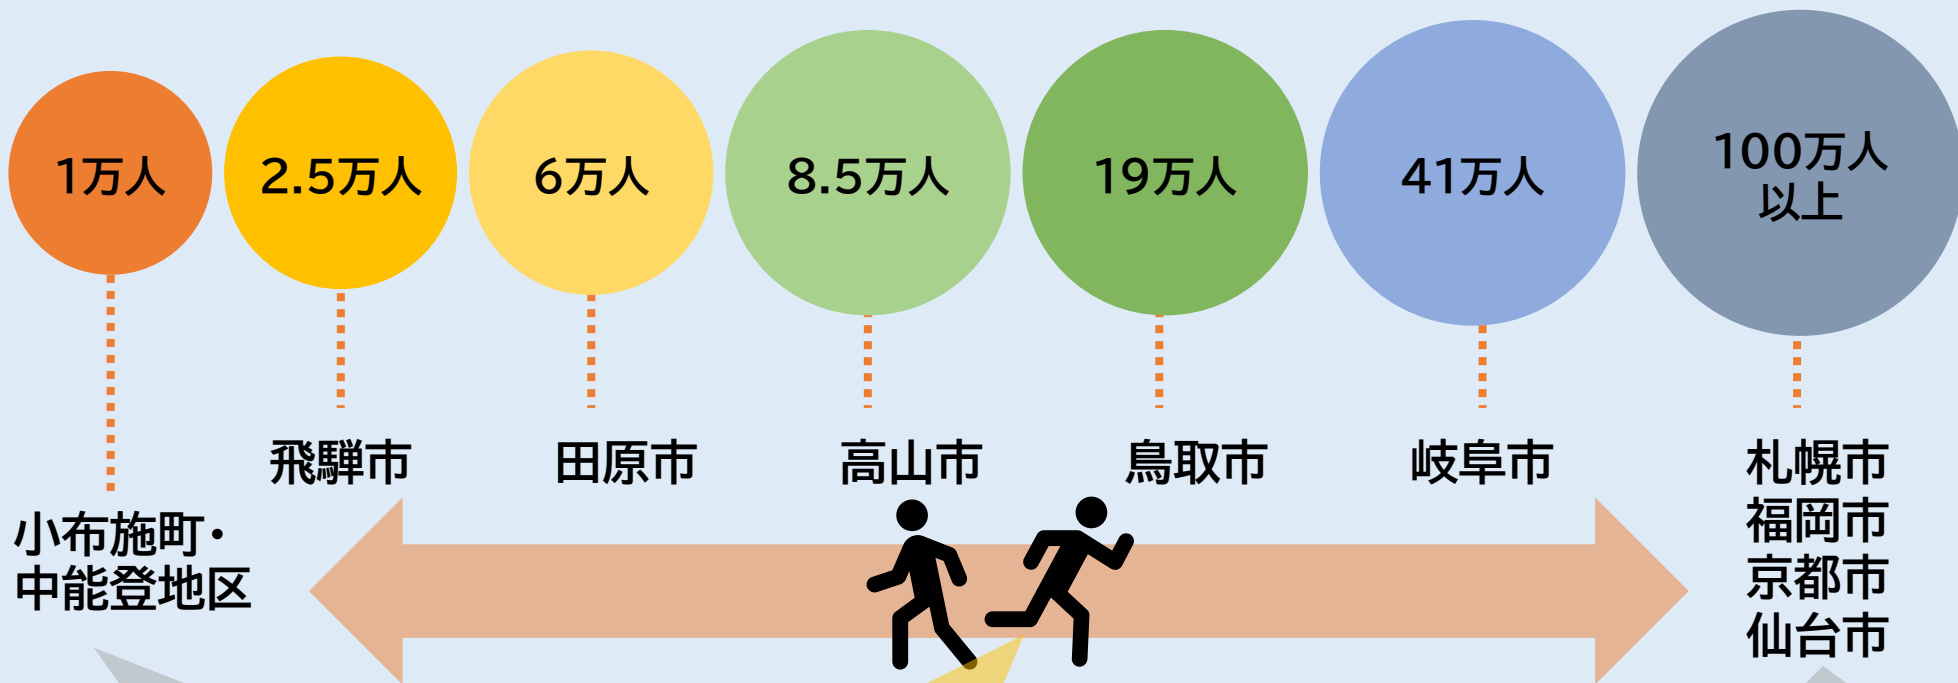 1万人
2.5万人
6万人
8.5万人
19万人
41万人
100万人
以上
飛騨市
田原市
高山市
鳥取市
岐阜市
札幌市
福岡市
京都市
仙台市
小布施町・
中能登地区